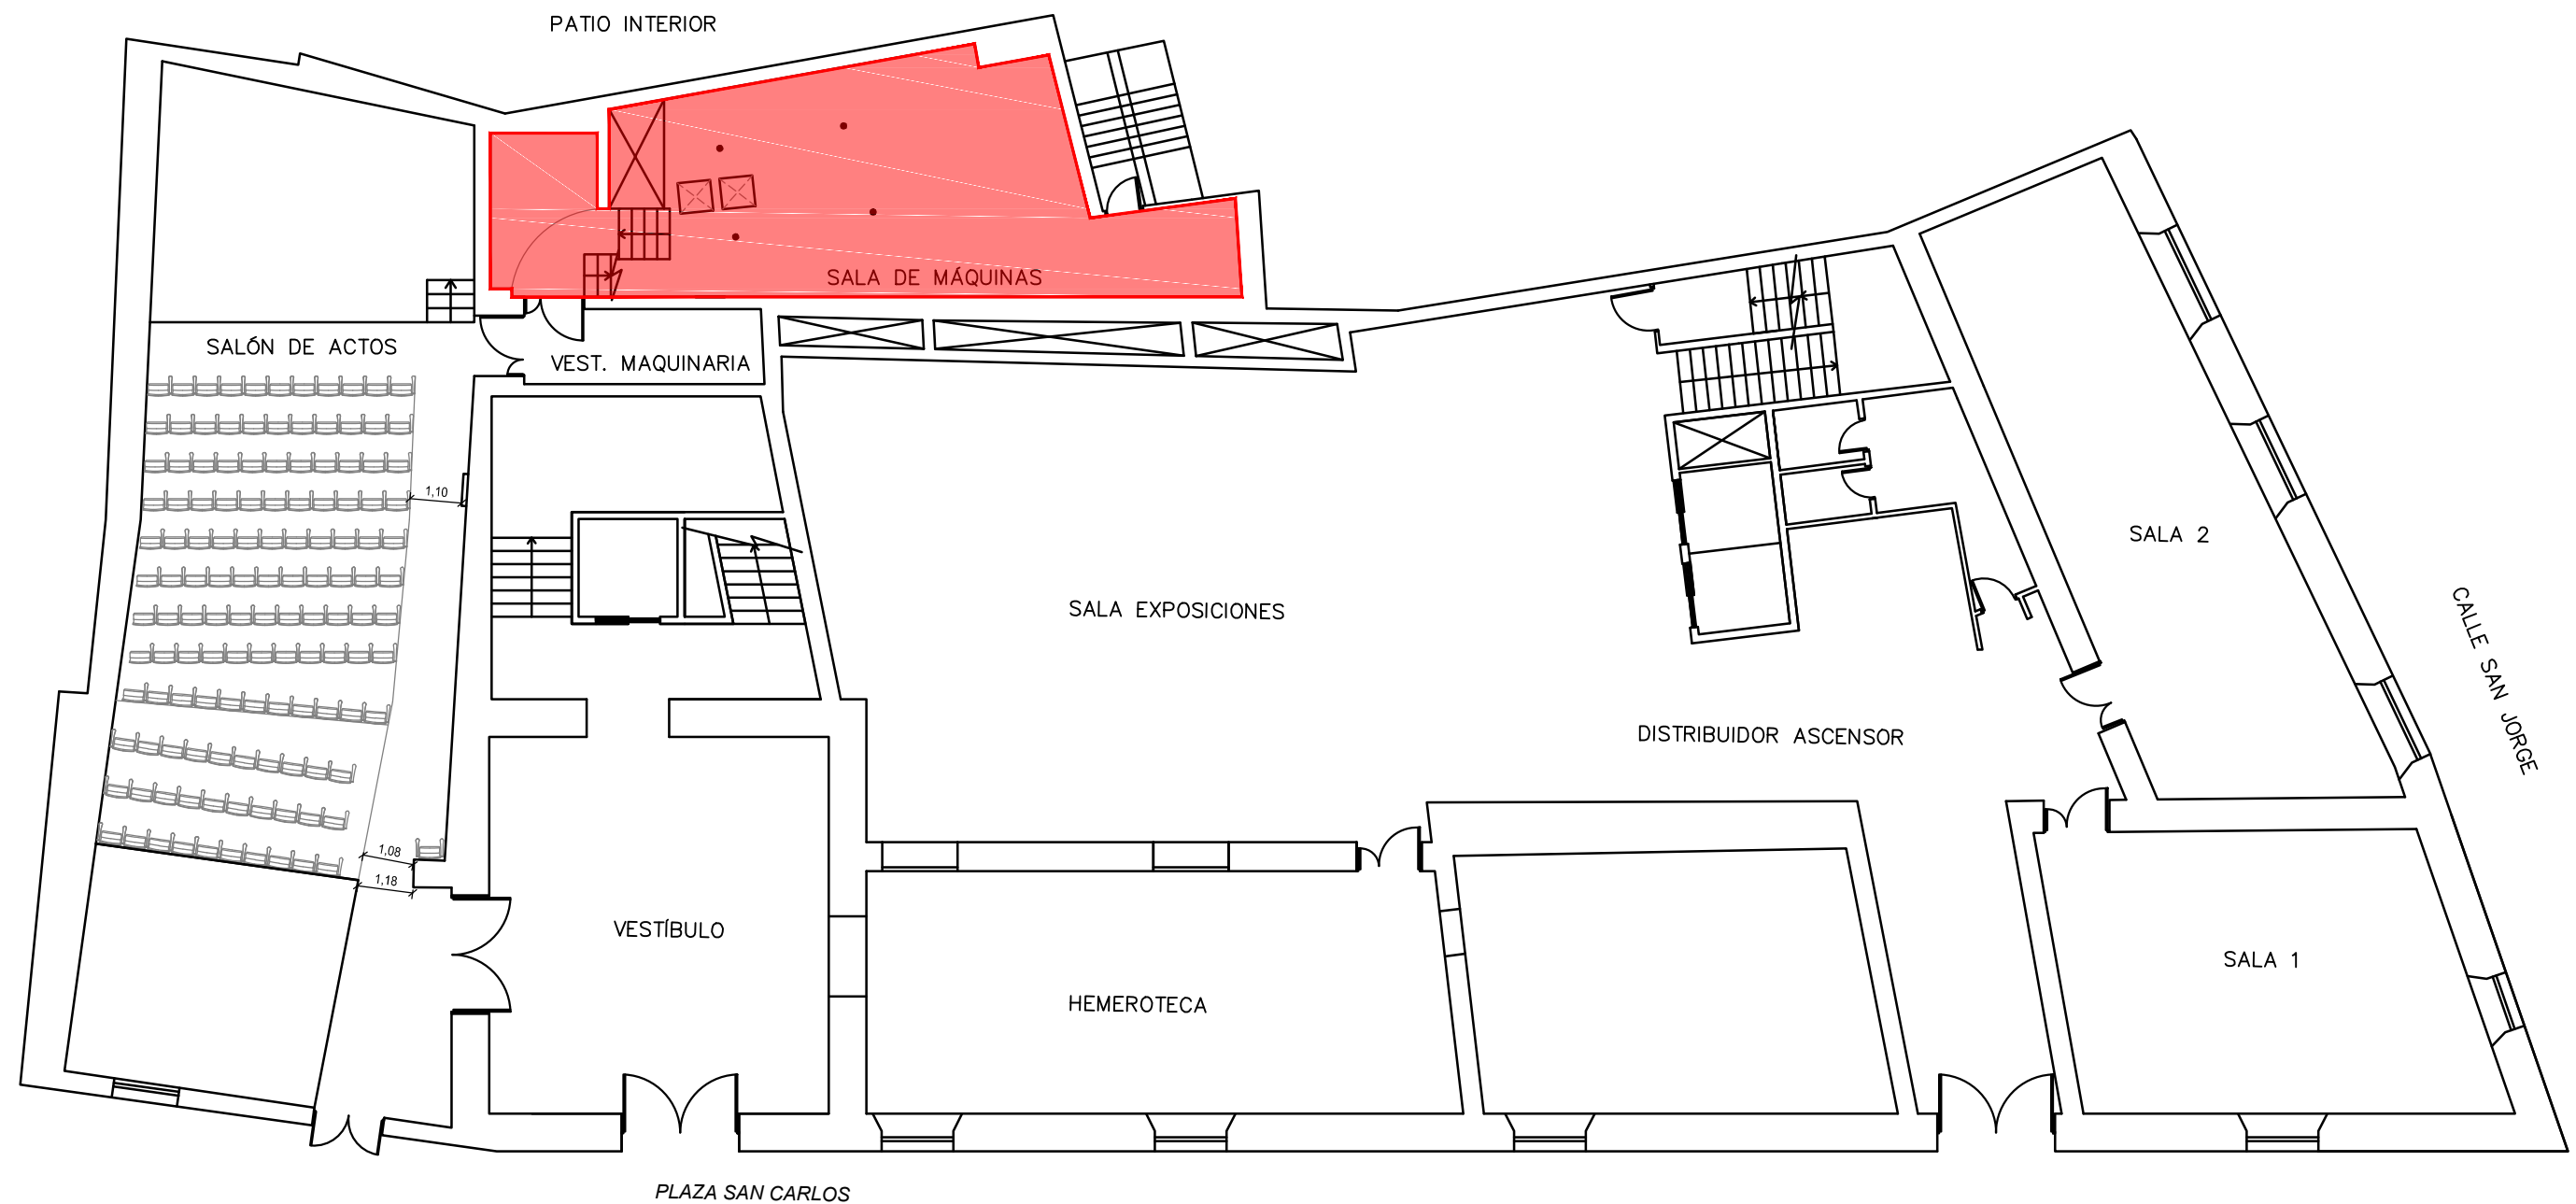 PATIO INTERIOR
SALA DE MÁQUINAS
SALÓN DE ACTOS
VEST. MAQUINARIA
1,10
SALA 2
SALA EXPOSICIONES
CALLE SAN JORGE
DISTRIBUIDOR ASCENSOR
1,08
1,18
VESTÍBULO
SALA 1
HEMEROTECA
PLAZA SAN CARLOS